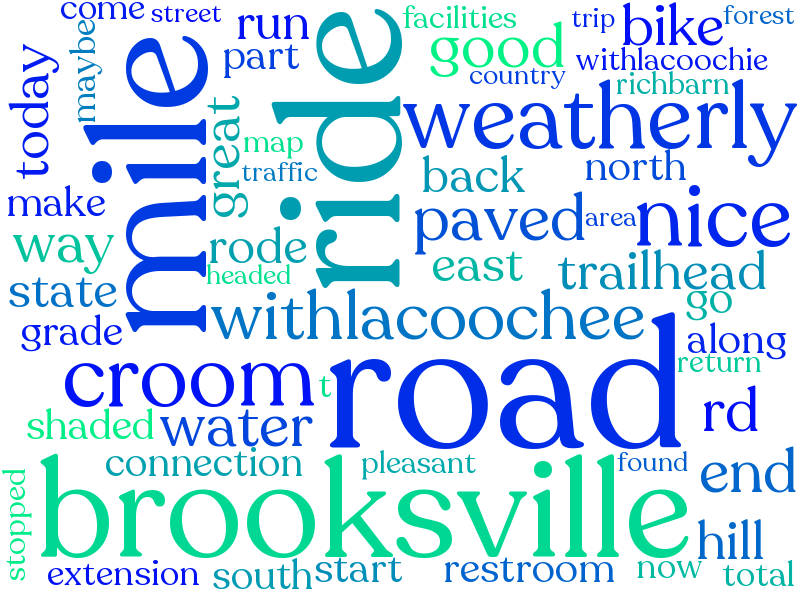 come
street
maybe
run
part
today
mile
great
ride
facilities
good
country
bike
trip
forest
withlacoochie
richbarn
weatherly
map
traffic
make
back
north
way
rode
paved
area
nice
headed
east
trailhead
state
grade
withlacoochee
go
along
return
croom
t
road
rd
shaded
water
connection
pleasant
found
end
brooksville
stopped
hill
extension
south
start
restroom
now
total